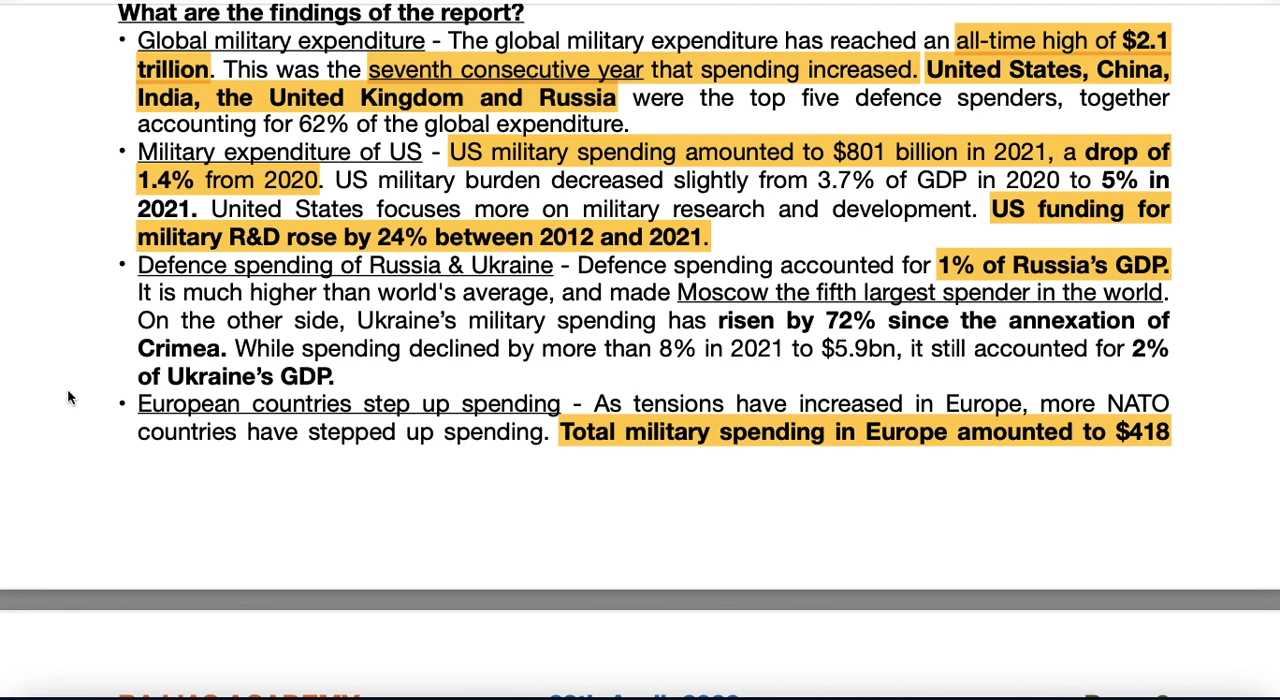 What are the findings of the report?
• Global military expenditure - The global military expenditure has reached an all-time high of $2.1
trillion. This was the seventh consecutive year that spending increased. United States, China,
India, the United Kingdom and Russia were the top five defence spenders, together
accounting for 62% of the global expenditure.
• Military expenditure of US - US military spending amounted to $801 billion in 2021, a drop of
1.4% from 2020. US military burden decreased slightly from 3.7% of GDP in 2020 to 5% in
2021. United States focuses more on military research and development. US funding for
military R&D rose by 24% between 2012 and 2021.
• Defence spending of Russia & Ukraine - Defence spending accounted for 1% of Russia’s GDP.
It is much higher than world's average, and made Moscow the fifth largest spender in the world.
On the other side, Ukraine’s military spending has risen by 72% since the annexation of
Crimea. While spending declined by more than 8% in 2021 to $5.9bn, it still accounted for 2%
of Ukraine’s GDP.
• European countries step up spending - As tensions have increased in Europe, more NATO
countries have stepped up spending. Total military spending in Europe amounted to $418